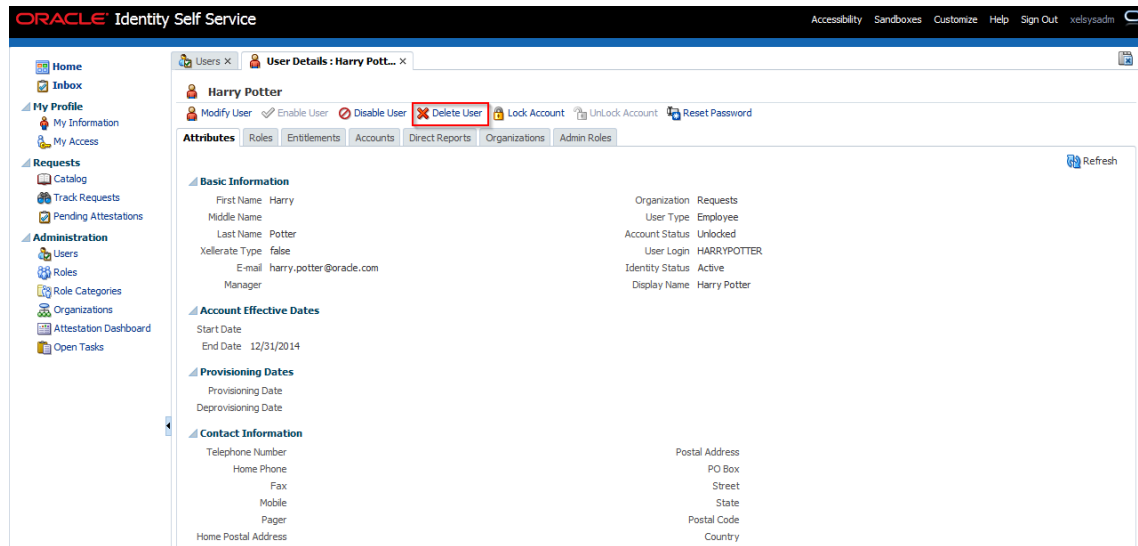 ORACLE Identity Self Service
Accessibility Sandboxes Customize Help Sign Out xelsysadm
Home
Inbox
My Profile
My Information
My Access
Requests
Catalog
Track Requests
Pending Attestations
Administration
Users
Roles
Role Categories
Organizations
Attestation Dashboard
Open Tasks
Users × User Details : Harry Pott... ×
Harry Potter
Modify User Enable User Disable User Delete User Lock Account UnLock Account Reset Password
Attributes Roles Entitlements Accounts Direct Reports Organizations Admin Roles
Refresh
Basic Information
First Name Harry
Middle Name
Last Name Potter
Xellerate Type false
E-mail harry.potter@oracle.com
Manager
Organization Requests
User Type Employee
Account Status Unlocked
User Login HARRYPOTTER
Identity Status Active
Display Name Harry Potter
Account Effective Dates
Start Date
End Date 12/31/2014
Provisioning Dates
Provisioning Date
Deprovisioning Date
Contact Information
Telephone Number
Home Phone
Fax
Mobile
Pager
Home Postal Address
Postal Address
PO Box
Street
State
Postal Code
Country